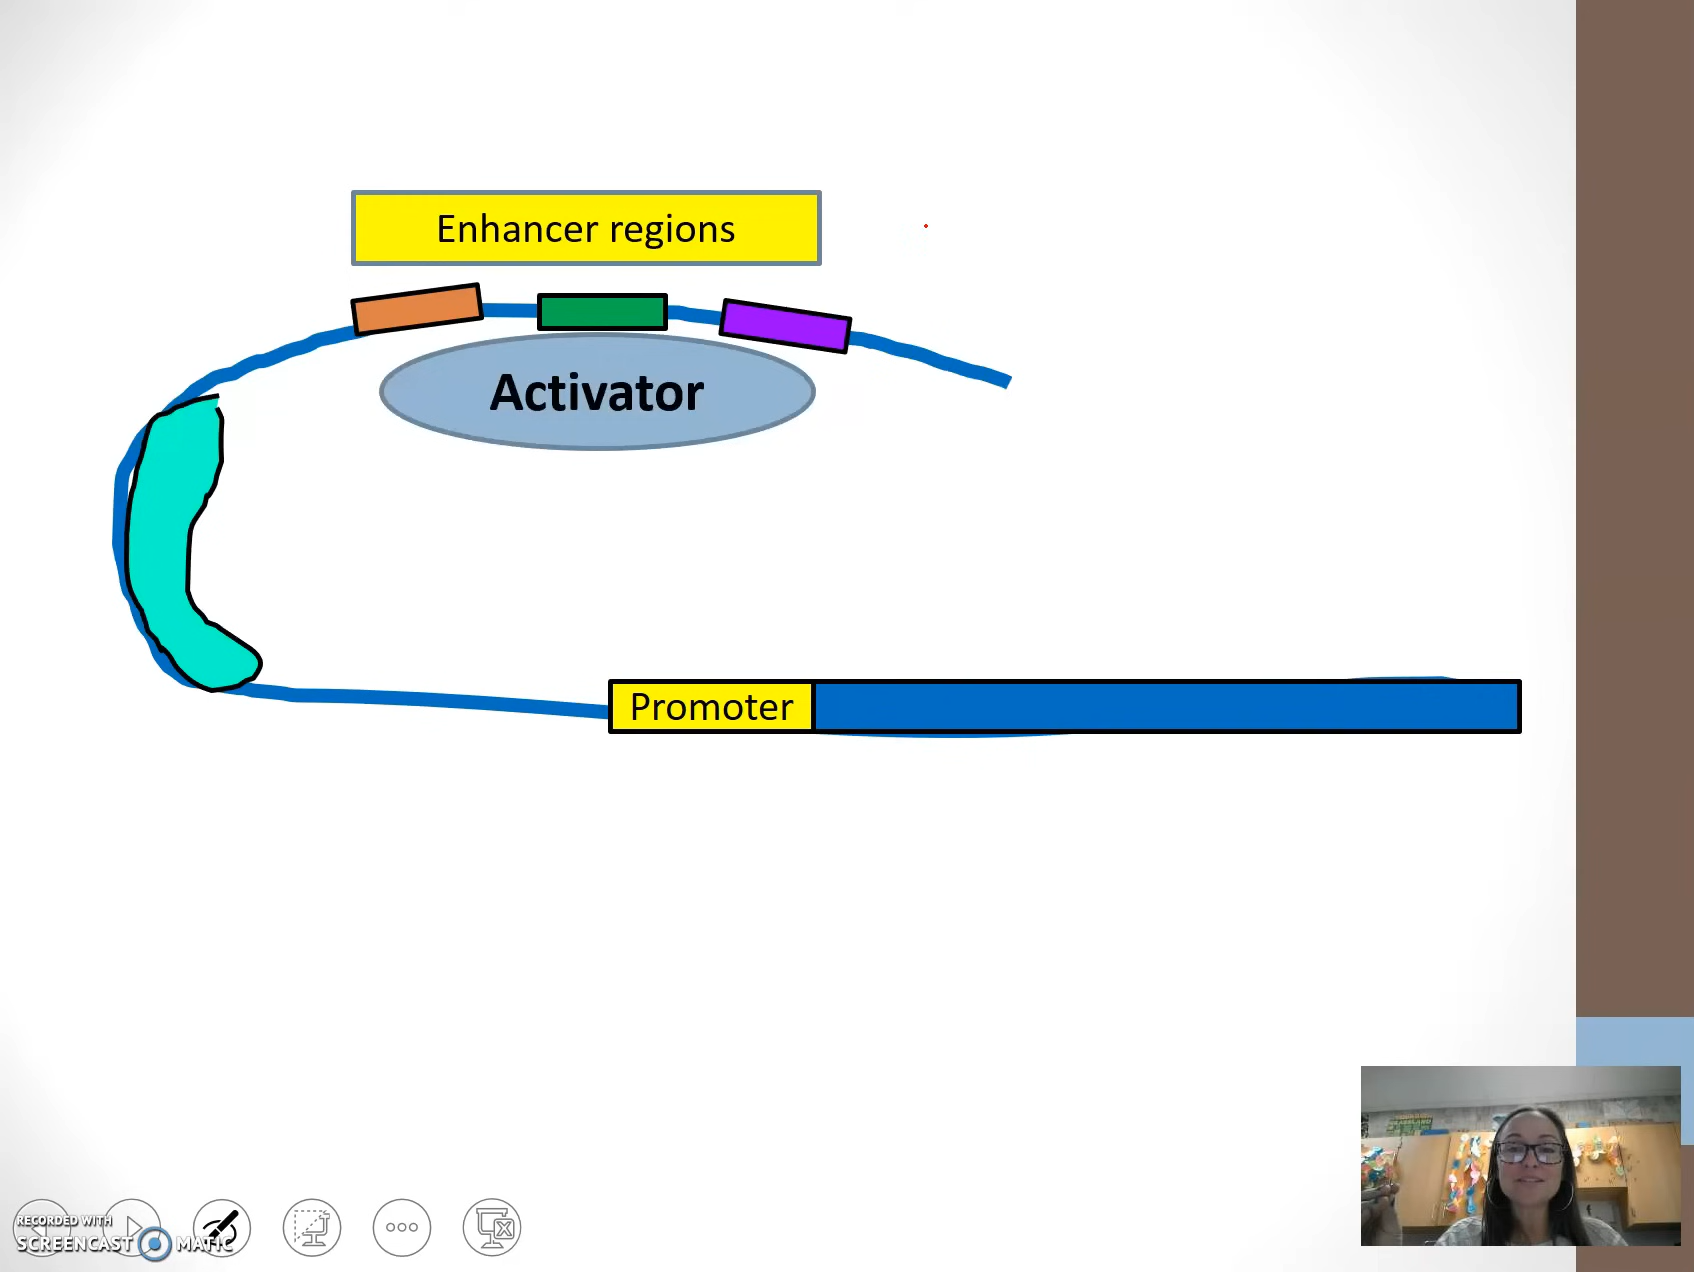 Enhancer regions
Activator
Promoter
RECORDED WITH
SCREENCAST MATIC